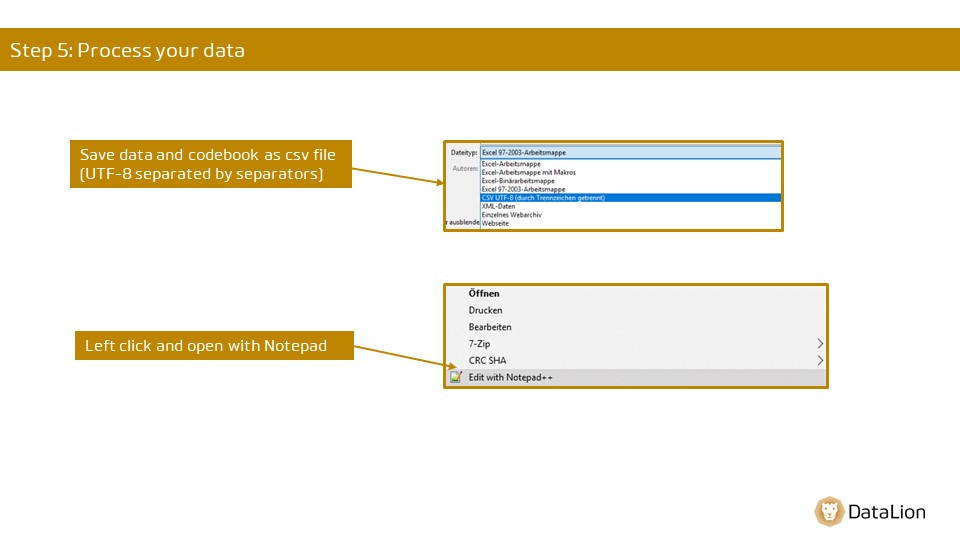 Step 5: Process your data
Save data and codebook as csv file
(UTF-8 separated by separators)
Dateityp: Excel 97-2003-Arbeitsmappe
Autoren: Excel-Arbeitsmappe
Excel-Arbeitsmappe mit Makros
Excel-Binärarbeitsmappe
Excel 97-2003-Arbeitsmappe
CSV UTF-8 (durch Trennzeichen getrennt)
XML-Daten
r ausblende Einzelnes Webarchiv
Webseite
Left click and open with Notepad
Öffnen
Drucken
Bearbeiten
7-Zip
CRC SHA
Edit with Notepad++
DataLion